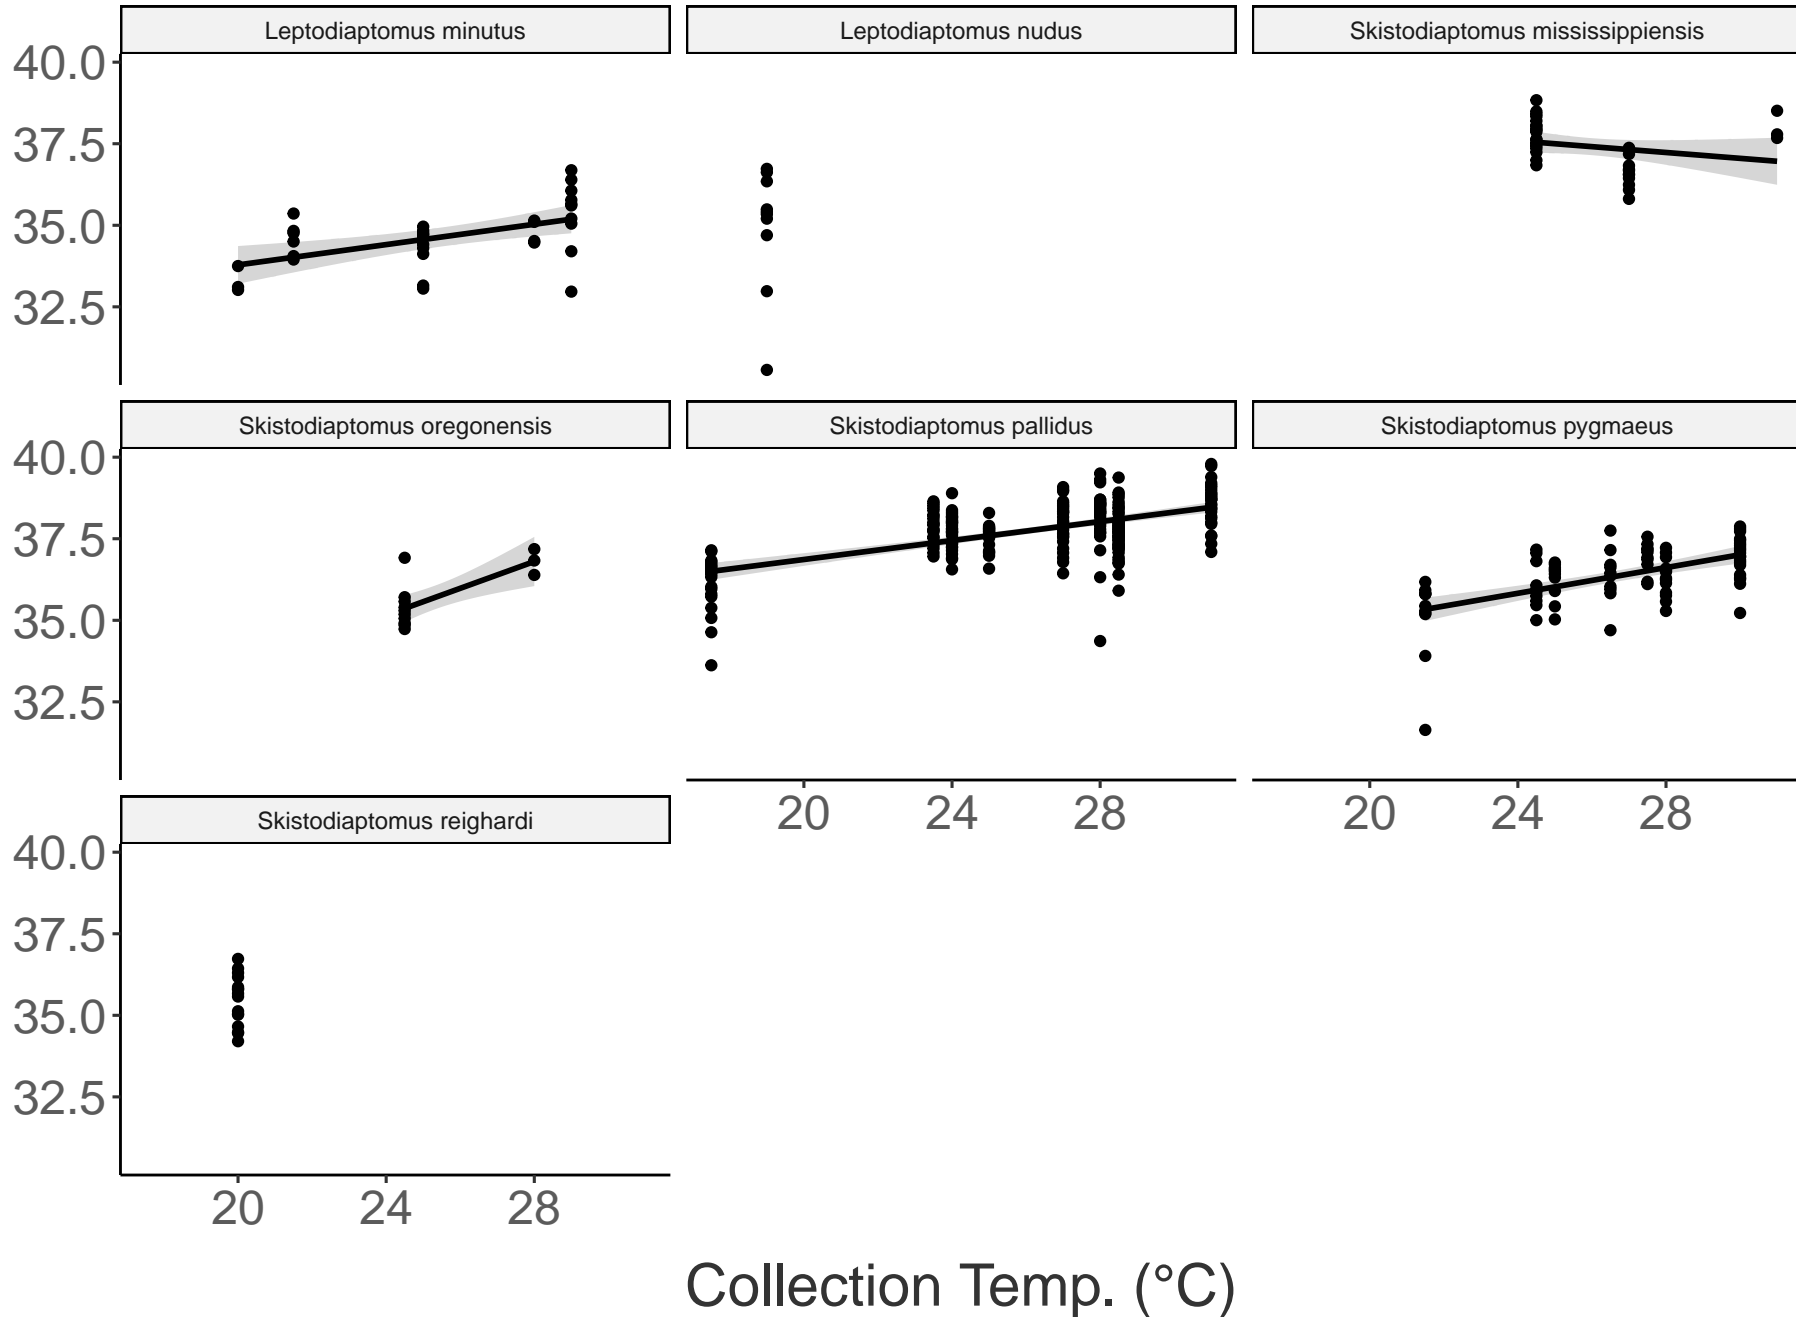 Leptodiaptomus minutus Leptodiaptomus nudus Skistodiaptomus mississippiensis
40.0
37.5
35.0
32.5
Skistodiaptomus oregonensis Skistodiaptomus pallidus Skistodiaptomus pygmaeus
40.0
37.5
35.0
32.5
20 24 28 20 24 28
Skistodiaptomus reighardi
40.0
37.5
35.0
32.5
20 24 28
Collection Temp. (°C)